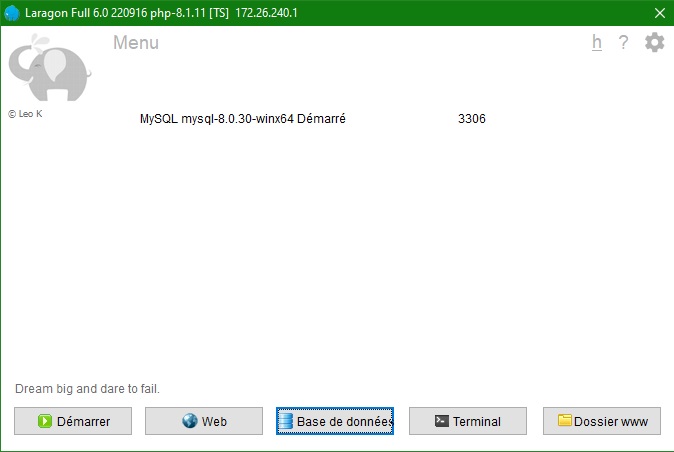 Laragon Full 6.0 220916 php-8.1.11 [TS] 172.26.240.1
Menu
h ?
© Leo K
MySQL mysql-8.0.30-winx64 Démarré 3306
Dream big and dare to fail.
Démarrer Web Base de données Terminal Dossier www